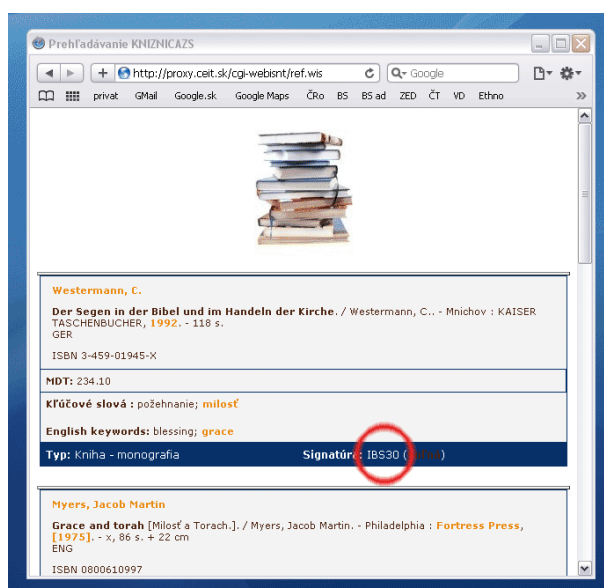 Prehľadávanie KNIZNICAZS
http://proxy.ceit.sk/cgi-webisnt/ref.wis
Google
privat GMail Google.sk Google Maps ČRo BS BS ad ZED ČT VD Ethno
Westermann, C.
Der Segen in der Bibel und im Handeln der Kirche. / Westermann, C.. - Mnichov : KAISER
TASCHENBUCHER, 1992. - 118 s.
GER
ISBN 3-459-01945-X
MDT: 234.10
Kľúčové slová : požehnanie; milosť
English keywords: blessing; grace
Typ: Kniha - monografia Signatúra: IBS30 ( )
Myers, Jacob Martin
Grace and torah [Milosť a Torach.]. / Myers, Jacob Martin. - Philadelphia : Fortress Press,
[1975]. - x, 86 s. + 22 cm
ENG
ISBN 0800610997